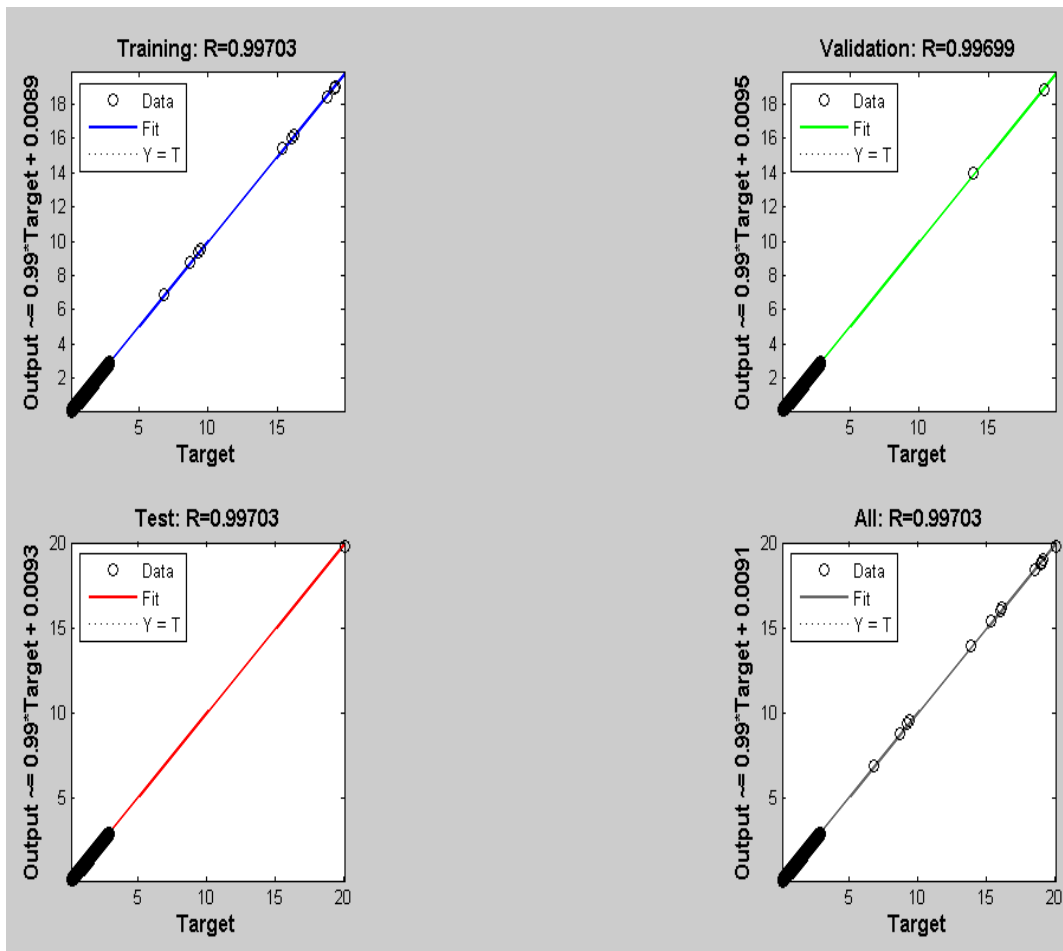 Training: R=0.99703
Output ~= 0.99*Target + 0.0089
18
16
14
12
10
8
6
4
2
Data
Fit
Y = T
5
10
15
Target
Validation: R=0.99699
Output ~= 0.99*Target + 0.0095
18
16
14
12
10
8
6
4
2
Data
Fit
Y = T
5
10
15
Target
Test: R=0.99703
Output ~= 0.99*Target + 0.0093
20
15
10
5
Data
Fit
Y = T
5
10
15
20
Target
All: R=0.99703
Output ~= 0.99*Target + 0.0091
20
15
10
5
Data
Fit
Y = T
5
10
15
20
Target